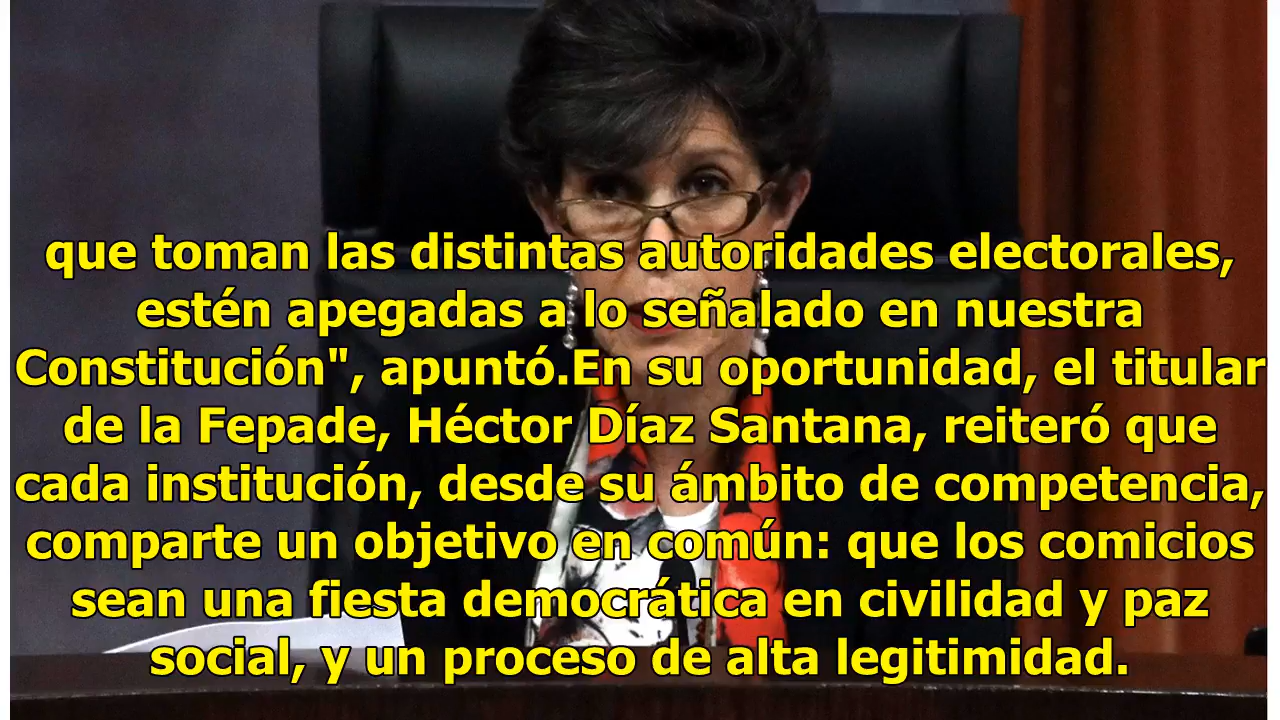 que toman las distintas autoridades electorales,
estén apegadas a lo señalado en nuestra
Constitución", apuntó.En su oportunidad, el titular
de la Fepade, Héctor Díaz Santana, reiteró que
cada institución, desde su ámbito de competencia,
comparte un objetivo en común: que los comicios
sean una fiesta democrática en civilidad y paz
social, y un proceso de alta legitimidad.